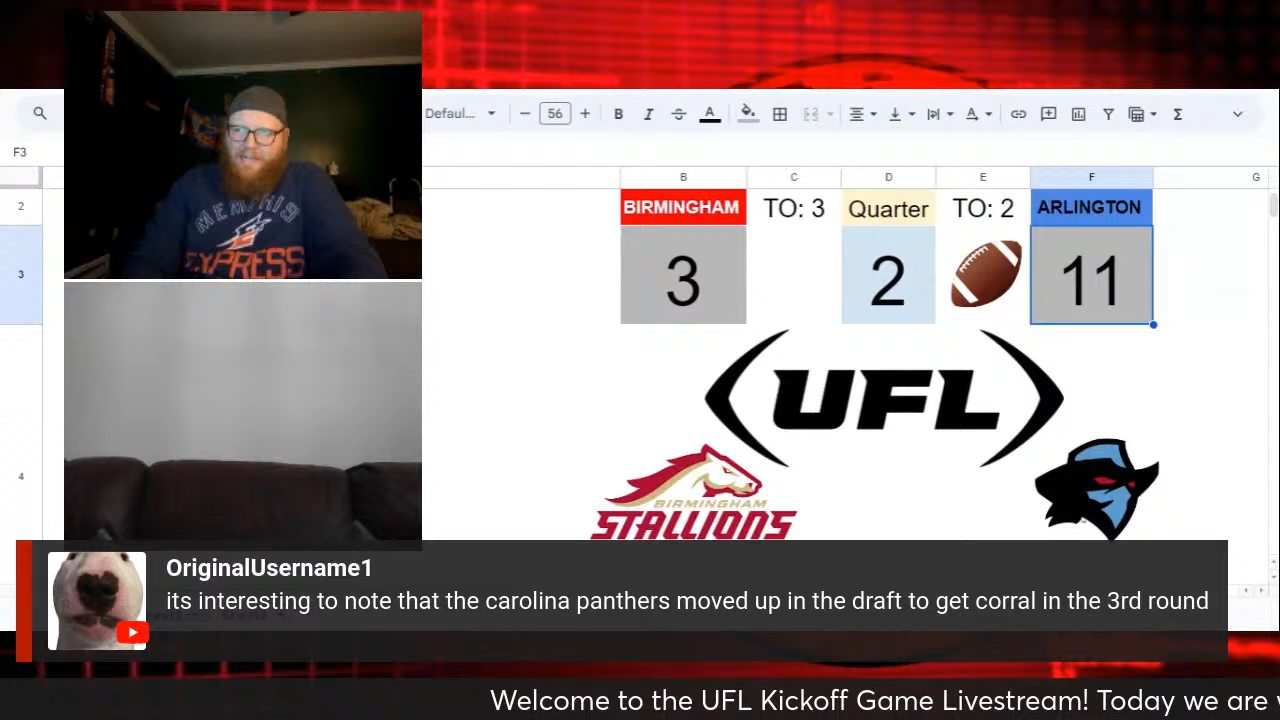 Defaul...
56
B
I
A
A
Σ
F3
B
C
D
E
F
G
2
BIRMINGHAM
TO: 3
Quarter
TO: 2
ARLINGTON
3
3
2
11
MEMPHIS
EXPRESS
UFL
4
BIRMINGHAM
STALLIONS
OriginalUsername1
its interesting to note that the carolina panthers moved up in the draft to get corral in the 3rd round
Welcome to the UFL Kickoff Game Livestream! Today we are